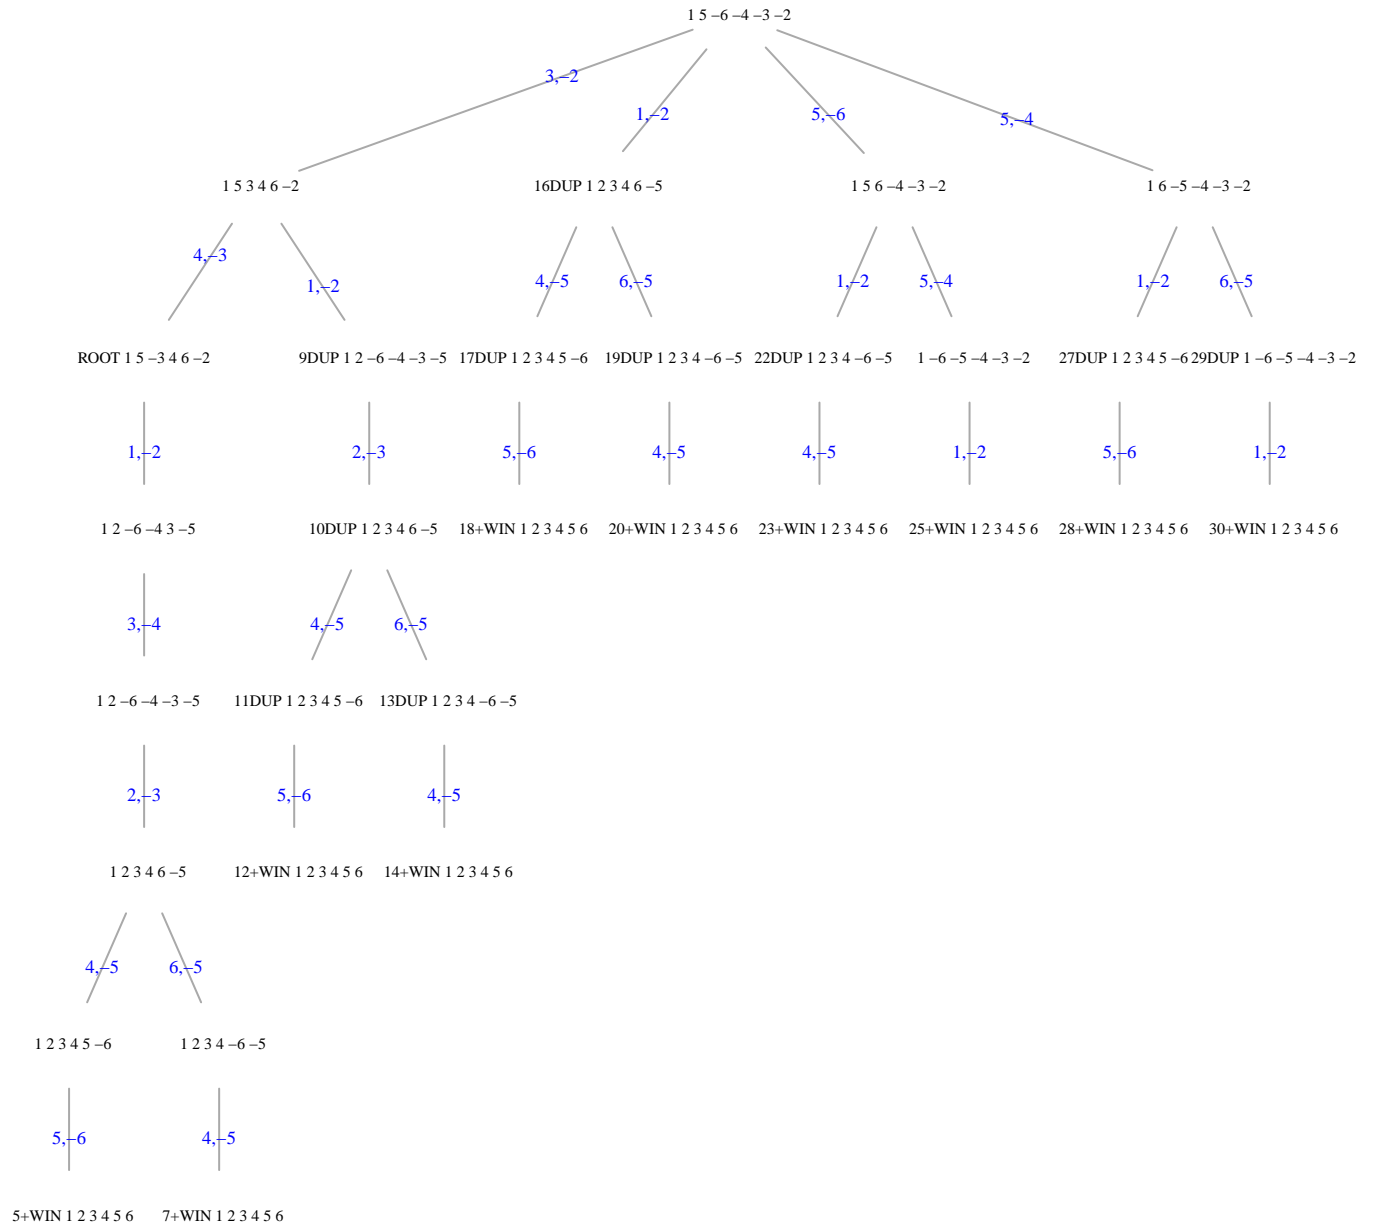 1 5 –6 –4 –3 –2
3,–2
1,–2
5,–6
5,–4
1 5 3 4 6 –2
16DUP 1 2 3 4 6 –5
1 5 6 –4 –3 –2
1 6 –5 –4 –3 –2
4,–3
1,–2
4,–5
6,–5
1,–2
5,–4
1,–2
6,–5
ROOT 1 5 –3 4 6 –2
9DUP 1 2 –6 –4 –3 –5
17DUP 1 2 3 4 5 –6
19DUP 1 2 3 4 –6 –5
22DUP 1 2 3 4 –6 –5
1 –6 –5 –4 –3 –2
27DUP 1 2 3 4 5 –6
29DUP 1 –6 –5 –4 –3 –2
1,–2
2,–3
5,–6
4,–5
4,–5
1,–2
5,–6
1,–2
1 2 –6 –4 3 –5
10DUP 1 2 3 4 6 –5
18+WIN 1 2 3 4 5 6
20+WIN 1 2 3 4 5 6
23+WIN 1 2 3 4 5 6
25+WIN 1 2 3 4 5 6
28+WIN 1 2 3 4 5 6
30+WIN 1 2 3 4 5 6
3,–4
4,–5
6,–5
1 2 –6 –4 –3 –5
11DUP 1 2 3 4 5 –6
13DUP 1 2 3 4 –6 –5
2,–3
5,–6
4,–5
1 2 3 4 6 –5
12+WIN 1 2 3 4 5 6
14+WIN 1 2 3 4 5 6
4,–5
6,–5
1 2 3 4 5 –6
1 2 3 4 –6 –5
5,–6
4,–5
5+WIN 1 2 3 4 5 6
7+WIN 1 2 3 4 5 6